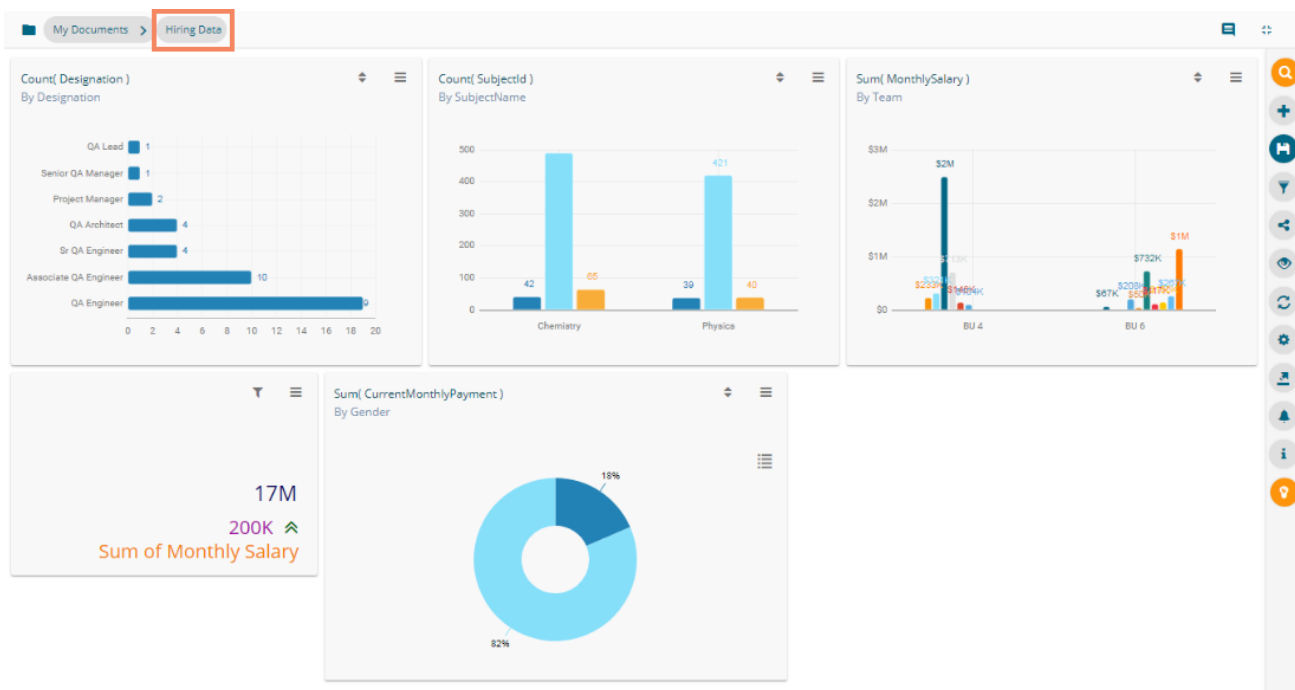 My Documents > Hiring Data
Count( Designation )
By Designation
QA Lead 1
Senior QA Manager 1
Project Manager 2
QA Architect 4
Sr QA Engineer 4
Associate QA Engineer 10
QA Engineer 9
0 2 4 6 8 10 12 14 16 18 20
Count( SubjectId )
By SubjectName
500
400
300
200
100
0
42
65
421
39
40
Chemistry Physics
Sum( MonthlySalary )
By Team
$3M
$2M
$1M
$0
$2M
$233K
$1M
$732K
$67K
BU 4 BU 6
17M
200K
Sum of Monthly Salary
Sum( CurrentMonthlyPayment )
By Gender
18%
82%